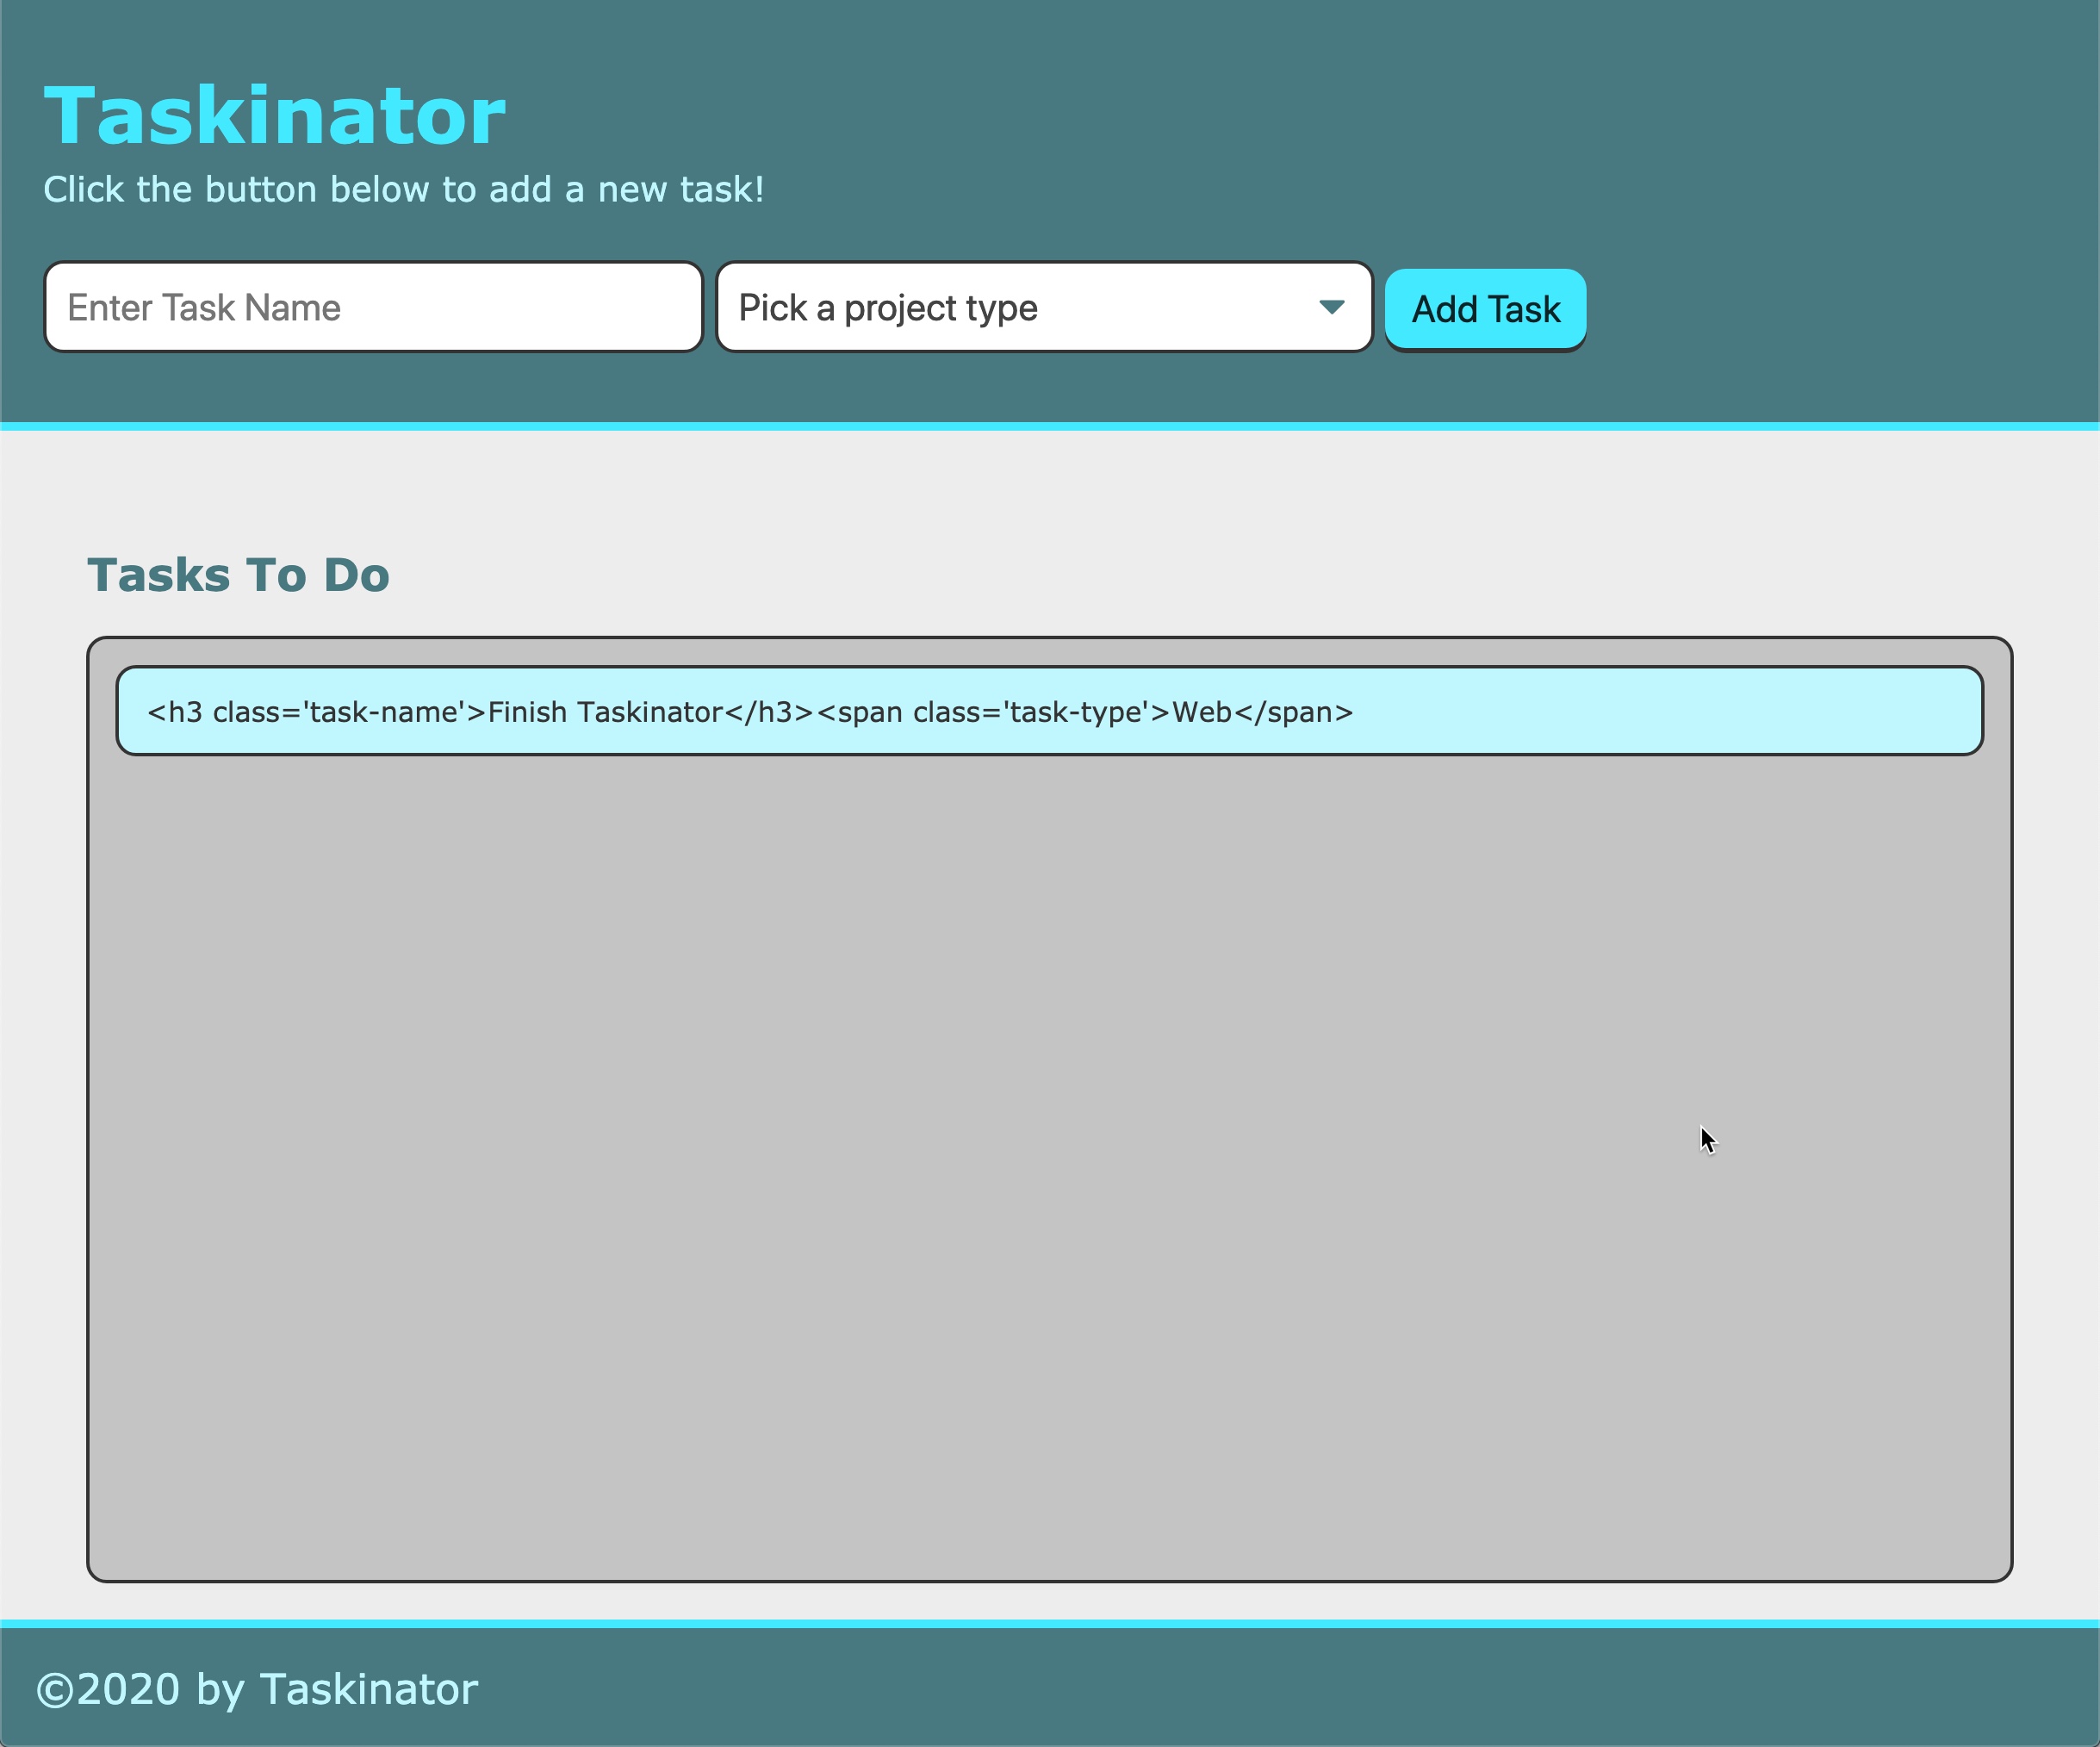 Taskinator
Click the button below to add a new task!
Enter Task Name
Pick a project type
Add Task
Tasks To Do
<h3 class='task-name'>Finish Taskinator</h3><span class='task-type'>Web</span>
©2020 by Taskinator